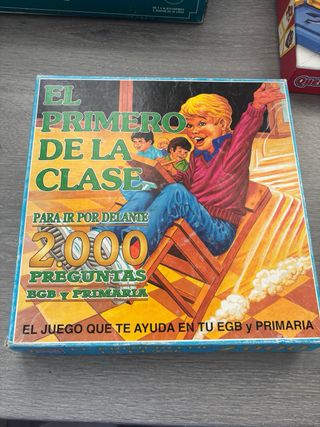 EL
PRIMERO
DE LA
CLASE
PARA IR POR DELANTE
2000
PREGUNTAS
EGB y PRIMARIA
EL JUEGO QUE TE AYUDA EN TU EGB y PRIMARIA